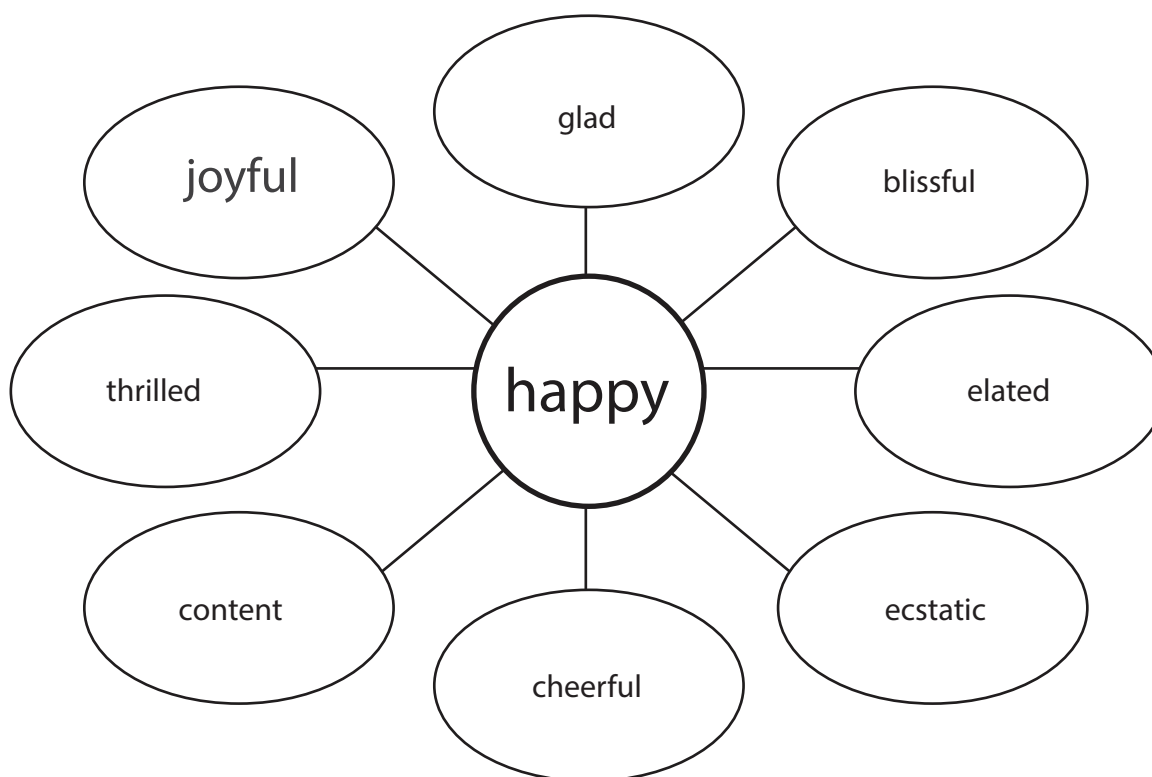 glad
joyful
blissful
thrilled
happy
elated
content
ecstatic
cheerful